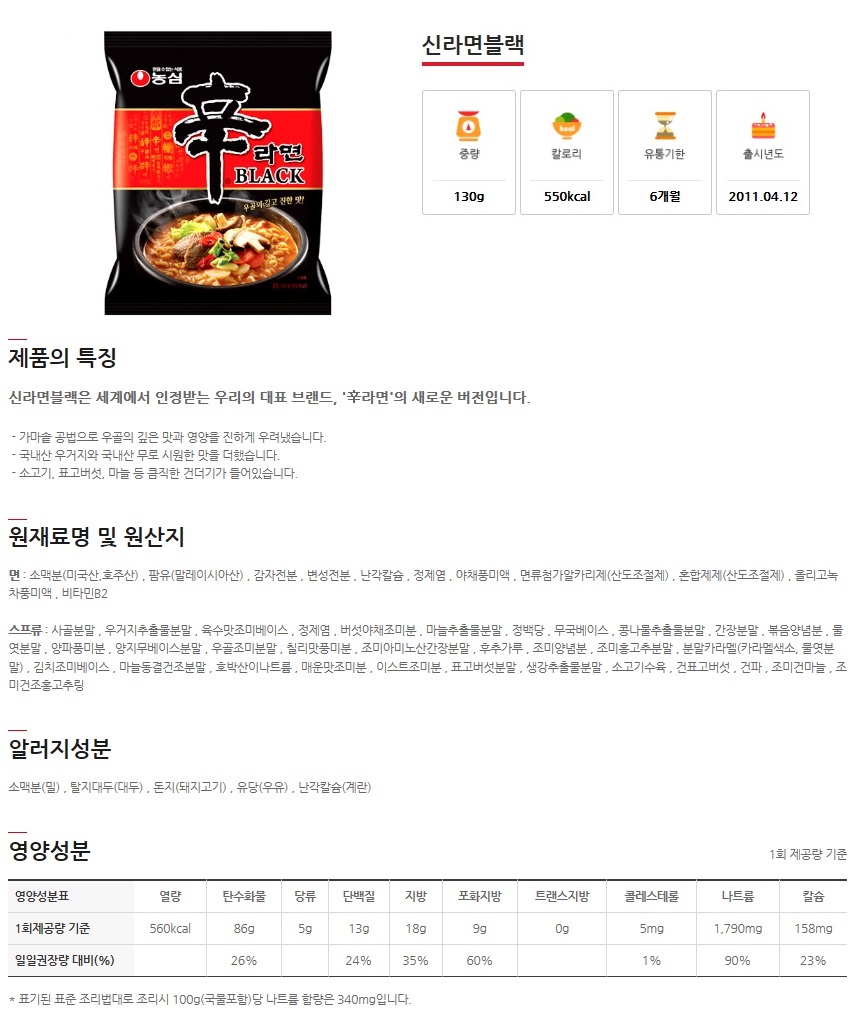 신라면블랙
믿을 수 있는 식품
농심
辛
라면
BLACK
우골의 깊고 진한 맛!
kcal
중량
칼로리
유통기한
출시년도
130g
550kcal
6개월
2011.04.12
제품의 특징
신라면블랙은 세계에서 인정받는 우리의 대표 브랜드, '辛라면'의 새로운 버전입니다.
- 가마솥 공법으로 우골의 깊은 맛과 영양을 진하게 우려냈습니다.
- 국내산 우거지와 국내산 무로 시원한 맛을 더했습니다.
- 소고기, 표고버섯, 마늘 등 큼직한 건더기가 들어있습니다.
원재료명 및 원산지
면 : 소맥분(미국산,호주산) , 팜유(말레이시아산) , 감자전분 , 변성전분 , 난각칼슘 , 정제염 , 야채풍미액 , 면류첨가알카리제(산도조절제) , 혼합제제(산도조절제) , 올리고녹
차풍미액 , 비타민B2
스프류 : 사골분말 , 우거지추출물분말 , 육수맛조미베이스 , 정제염 , 버섯야채조미분 , 마늘추출물분말 , 정백당 , 무국베이스 , 콩나물추출물분말 , 간장분말 , 볶음양념분 , 물
엿분말 , 양파풍미분 , 양지무베이스분말 , 우골조미분말 , 칠리맛풍미분 , 조미아미노산간장분말 , 후추가루 , 조미양념분 , 조미홍고추분말 , 분말카라멜(카라멜색소, 물엿분
말) , 김치조미베이스 , 마늘동결건조분말 , 호박산이나트륨 , 매운맛조미분 , 이스트조미분 , 표고버섯분말 , 생강추출물분말 , 소고기수육 , 건표고버섯 , 건파 , 조미건마늘 , 조
미건조홍고추링
알러지성분
소맥분(밀) , 탈지대두(대두) , 돈지(돼지고기) , 유당(우유) , 난각칼슘(계란)
영양성분
1회 제공량 기준
영양성분표 열량 탄수화물 당류 단백질 지방 포화지방 트랜스지방 콜레스테롤 나트륨 칼슘
1회제공량 기준 560kcal 86g 5g 13g 18g 9g 0g 5mg 1,790mg 158mg
일일권장량 대비(%) 26% 24% 35% 60% 1% 90% 23%
* 표기된 표준 조리법대로 조리시 100g(국물포함)당 나트륨 함량은 340mg입니다.